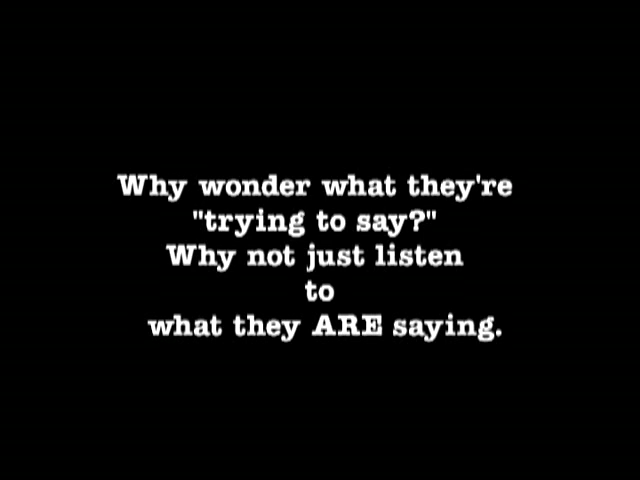 Why wonder what they're
"trying to say?"
Why not just listen
to
what they ARE saying.